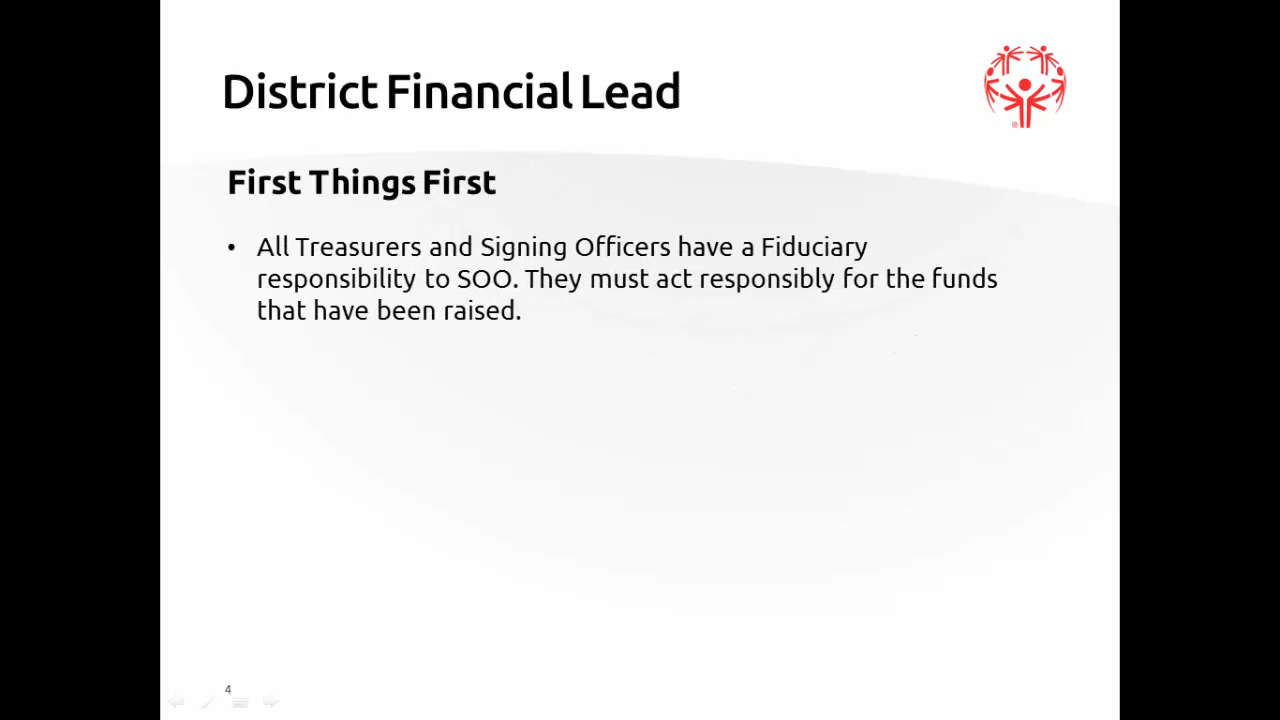 District Financial Lead
First Things First
• All Treasurers and Signing Officers have a Fiduciary
responsibility to SOO. They must act responsibly for the funds
that have been raised.
4
®